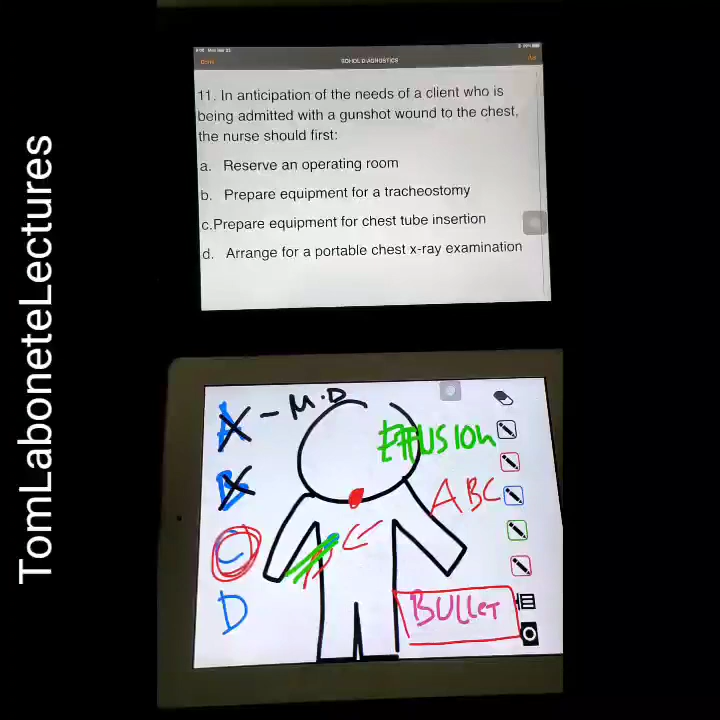 TomLaboneteLectures
Done
11. In anticipation of the needs of a client who is
being admitted with a gunshot wound to the chest,
the nurse should first:
a. Reserve an operating room
b. Prepare equipment for a tracheostomy
c.Prepare equipment for chest tube insertion
d. Arrange for a portable chest x-ray examination
A - M.D
EFFUSION
B
ABC
C
D
BULLeT